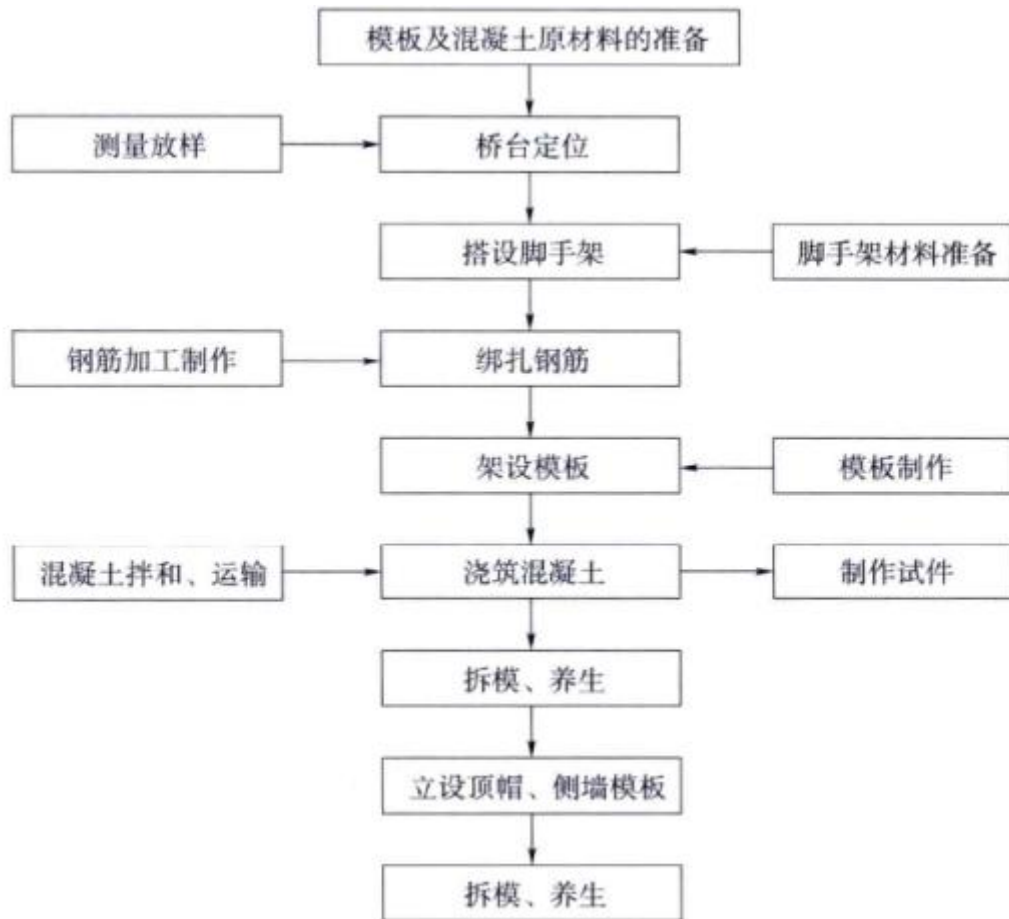 模板及混凝土原材料的准备
测量放样
桥台定位
搭设脚手架
脚手架材料准备
钢筋加工制作
绑扎钢筋
架设模板
模板制作
混凝土拌和、运输
浇筑混凝土
制作试件
拆模、养生
立设顶帽、侧墙模板
拆模、养生